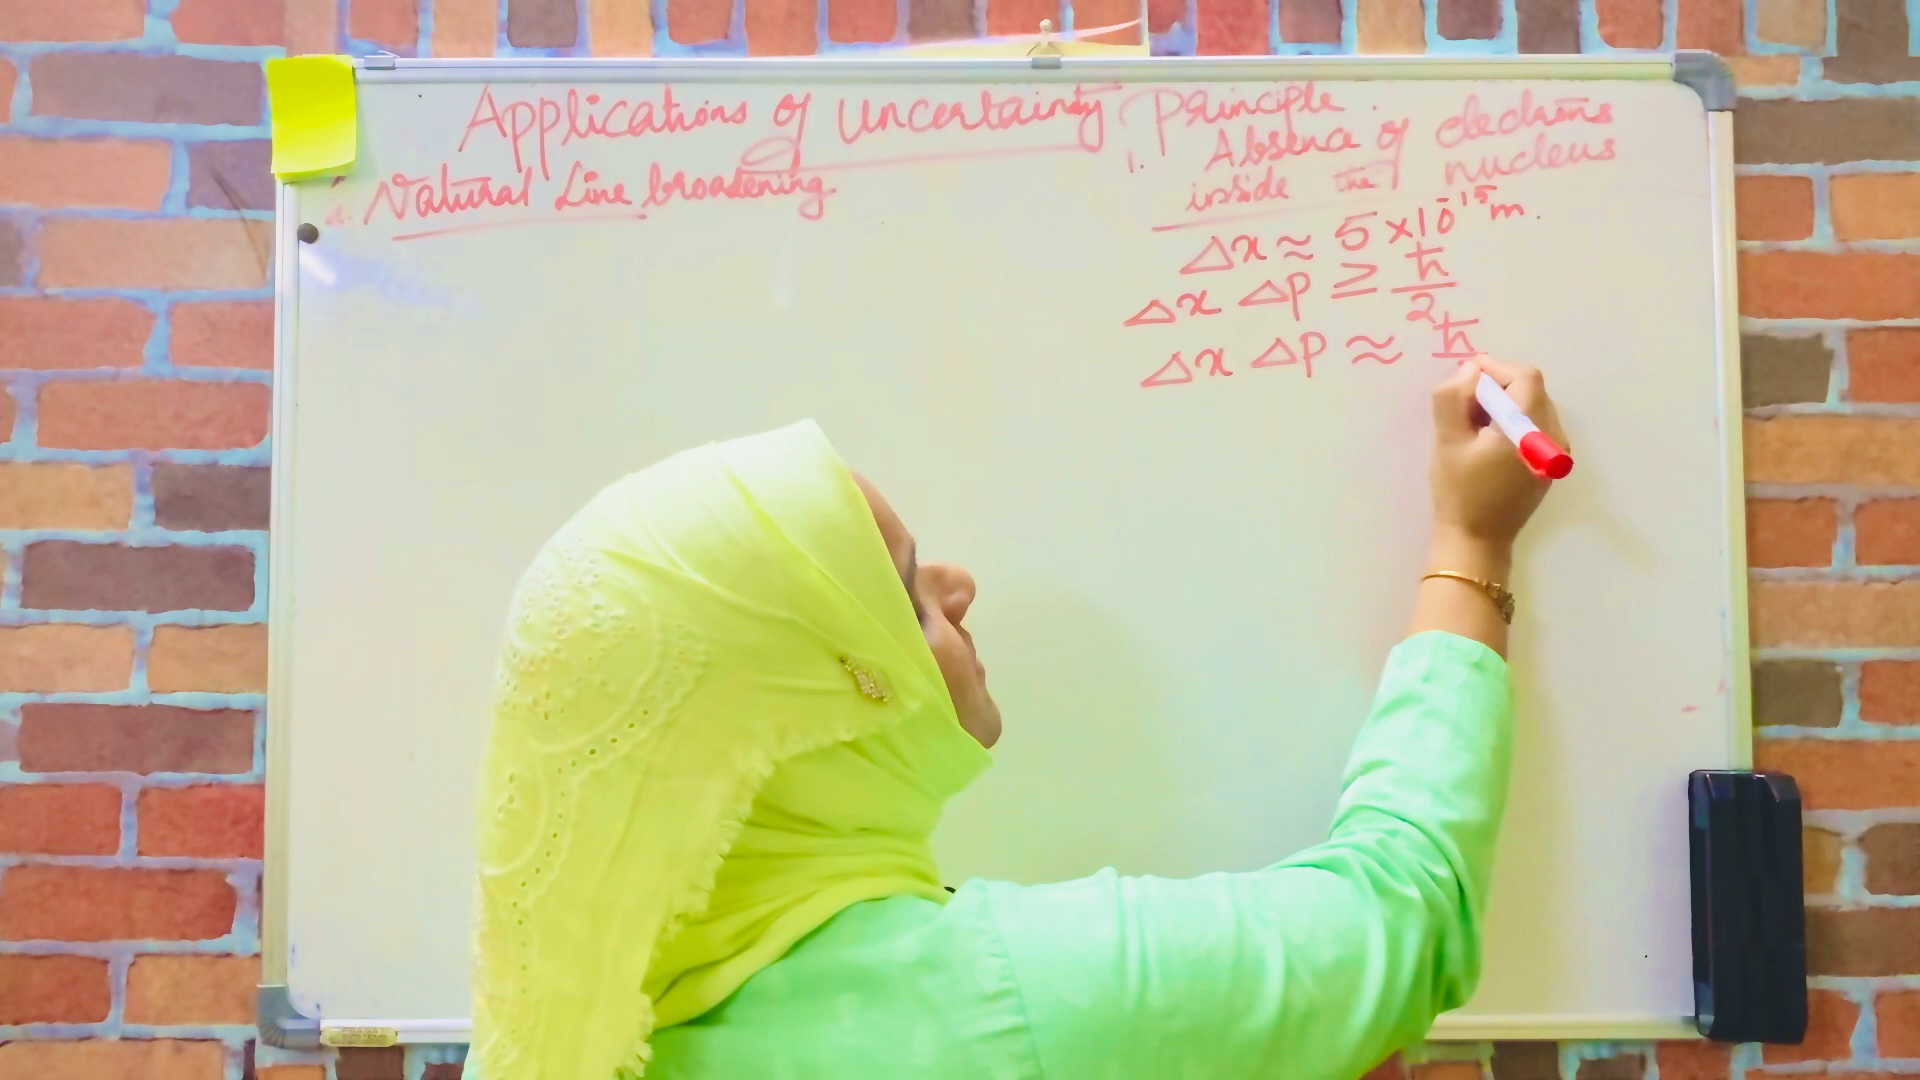 Applications of Uncertainty Principle.
2. Natural Line broadening
1. Absence of electrons
inside the nucleus
Δx ≈ 5 × 10⁻¹⁵ m.
Δx Δp ≥ ħ/2
Δx Δp ≈ ħ